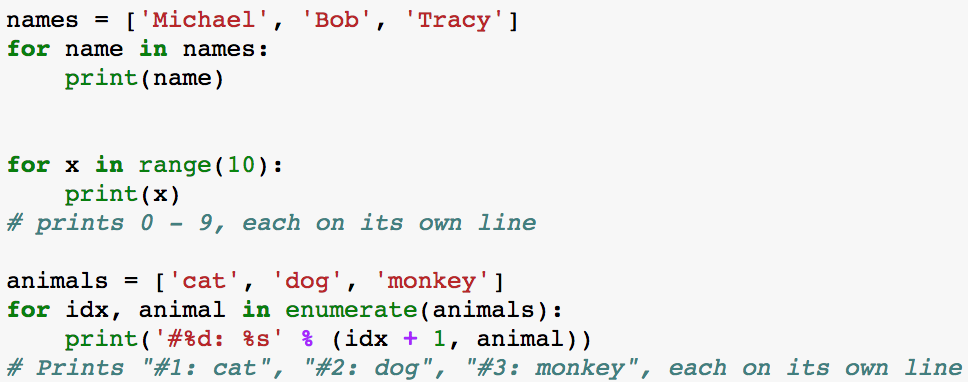 names = ['Michael', 'Bob', 'Tracy']
for name in names:
    print(name)
for x in range(10):
    print(x)
# prints 0 - 9, each on its own line
animals = ['cat', 'dog', 'monkey']
for idx, animal in enumerate(animals):
    print('#%d: %s' % (idx + 1, animal))
# Prints "#1: cat", "#2: dog", "#3: monkey", each on its own line